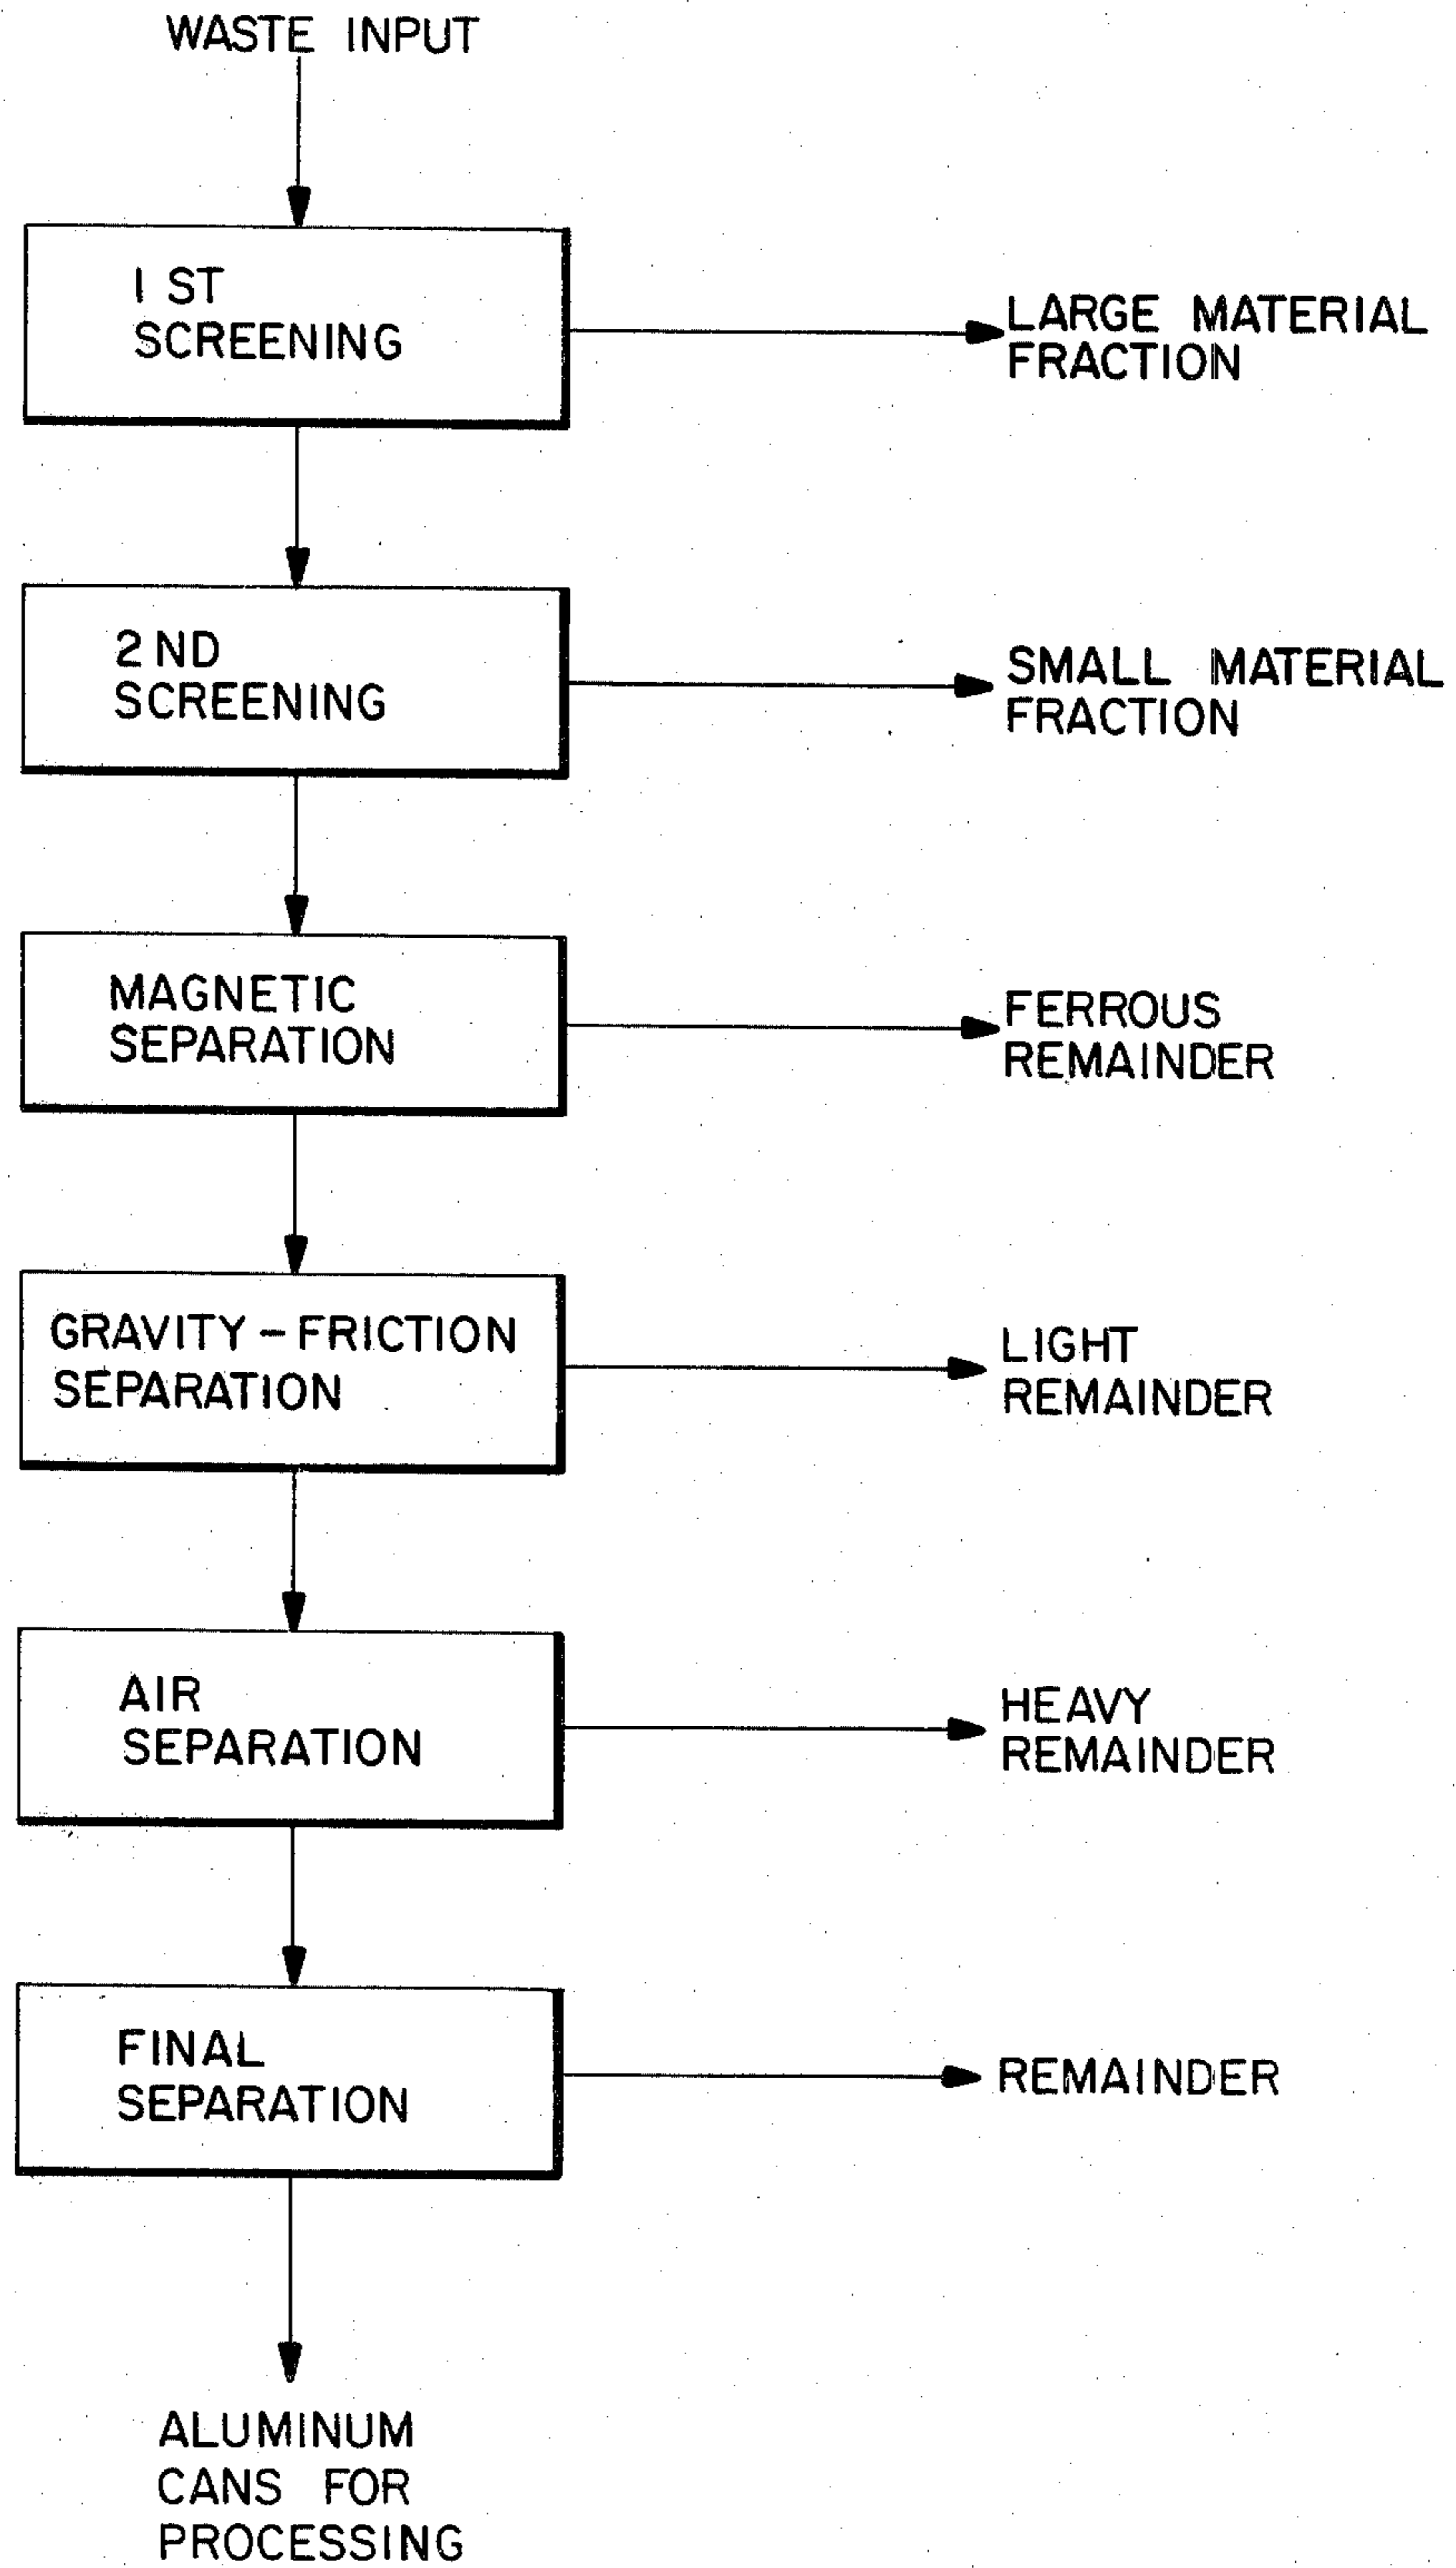 WASTE INPUT
1 ST
SCREENING
LARGE MATERIAL
FRACTION
2 ND
SCREENING
SMALL MATERIAL
FRACTION
MAGNETIC
SEPARATION
FERROUS
REMAINDER
GRAVITY-FRICTION
SEPARATION
LIGHT
REMAINDER
AIR
SEPARATION
HEAVY
REMAINDER
FINAL
SEPARATION
REMAINDER
ALUMINUM
CANS FOR
PROCESSING